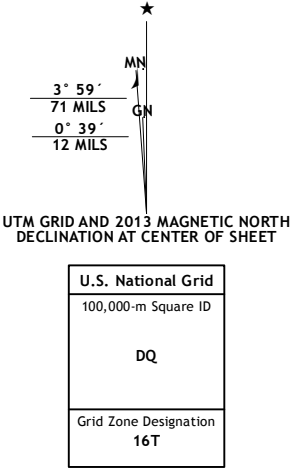 ★
MN
3° 59´
71 MILS
GN
0° 39´
12 MILS
UTM GRID AND 2013 MAGNETIC NORTH
DECLINATION AT CENTER OF SHEET
U.S. National Grid
100,000-m Square ID
DQ
Grid Zone Designation
16T